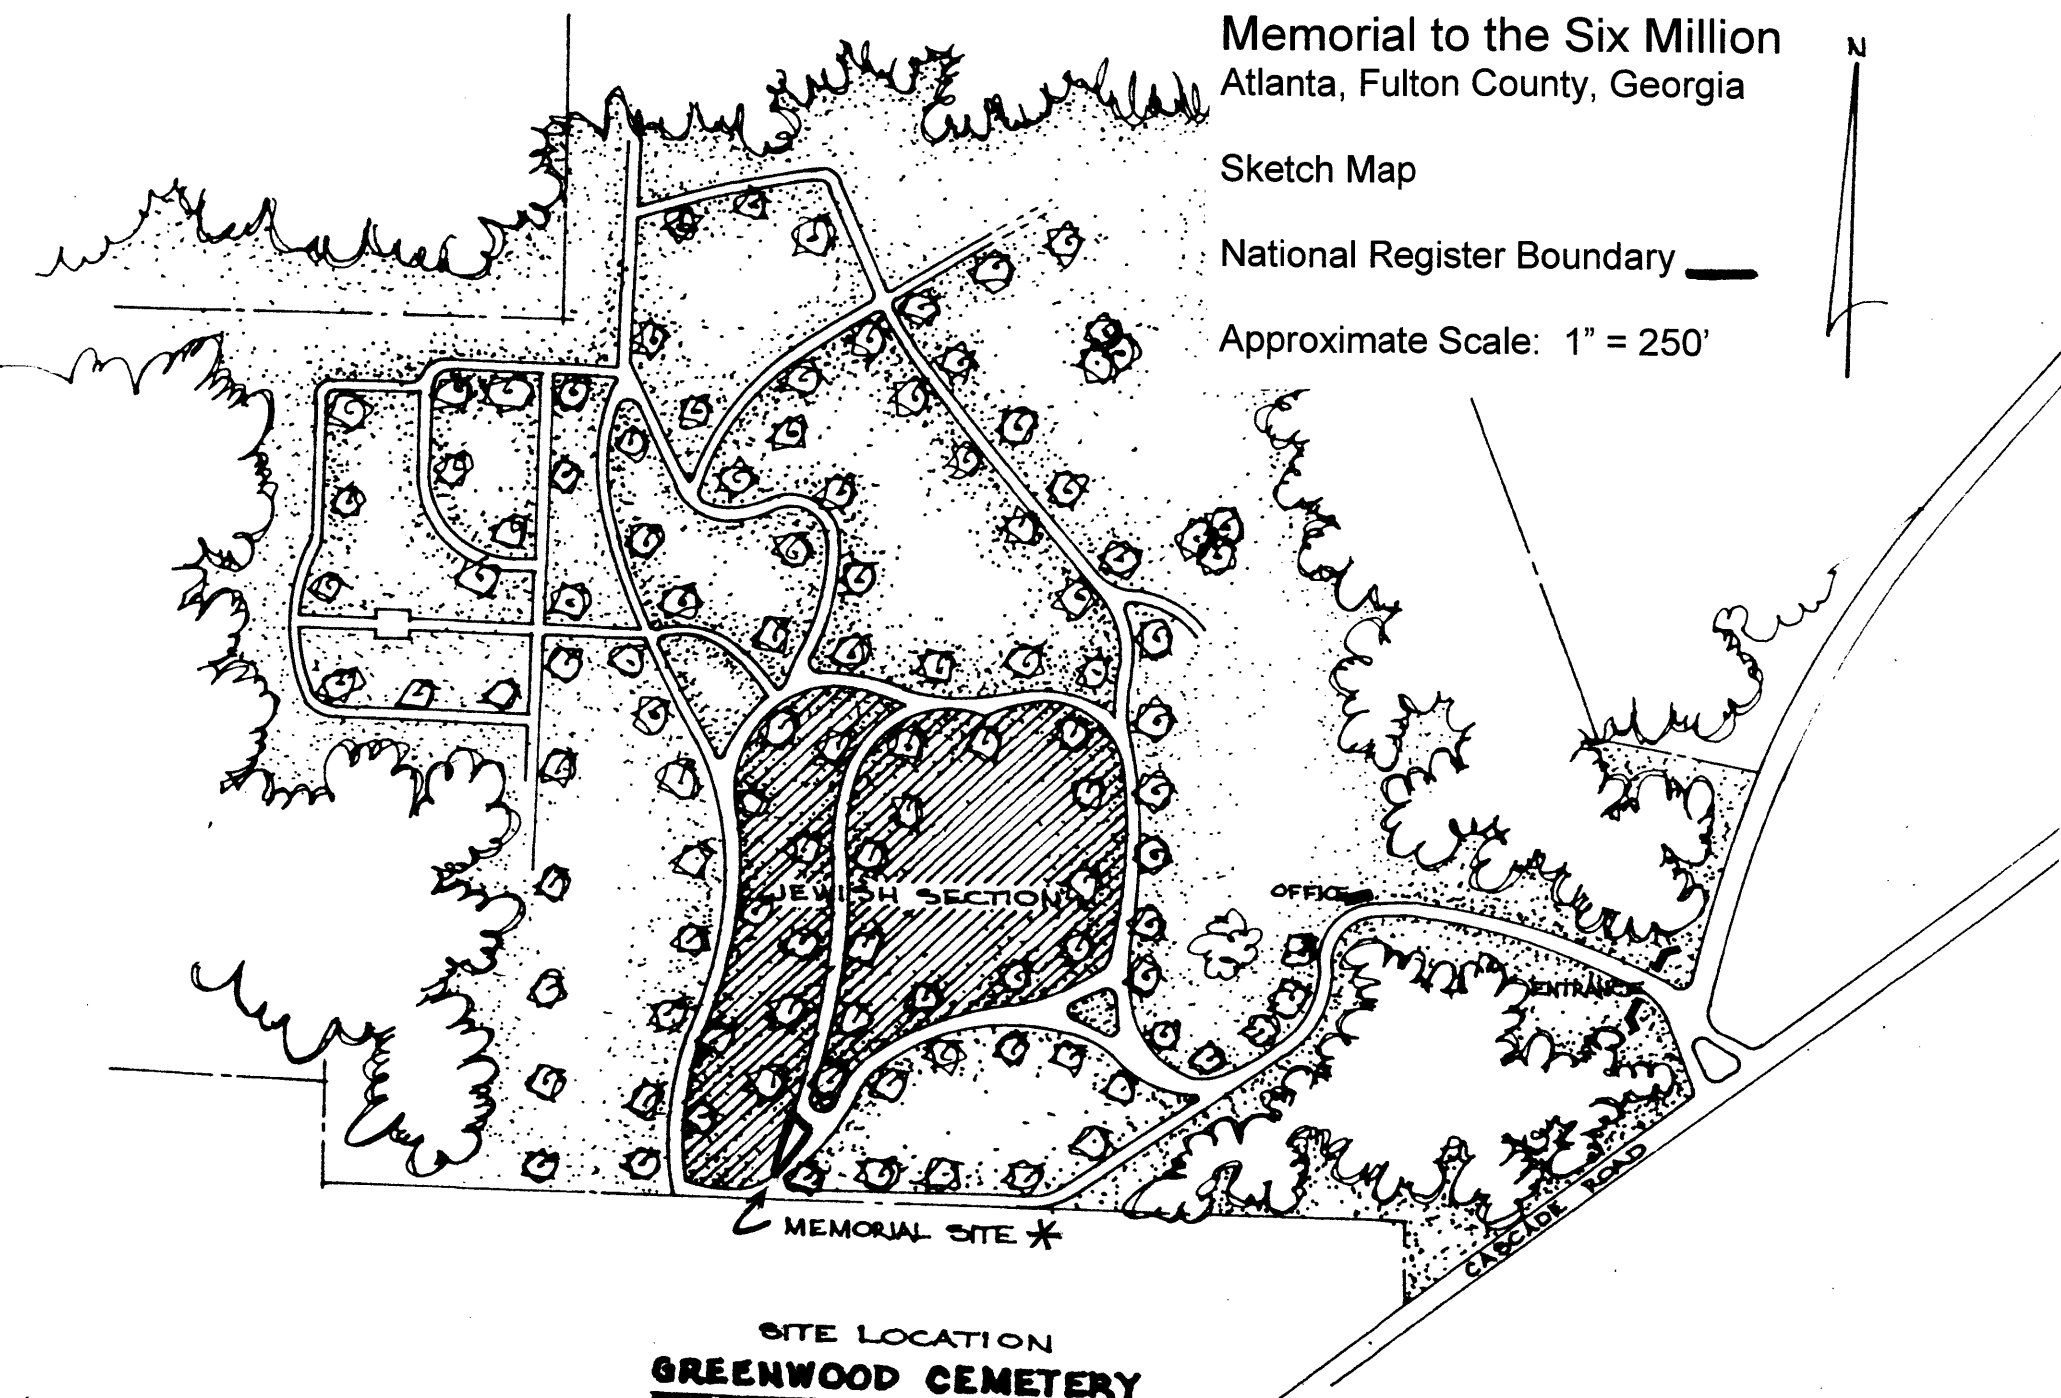 Memorial to the Six Million
Atlanta, Fulton County, Georgia
N
Sketch Map
National Register Boundary
Approximate Scale: 1" = 250'
JEWISH SECTION
OFFICE
ENTRANCE
CASCADE ROAD
MEMORIAL SITE *
SITE LOCATION
GREENWOOD CEMETERY